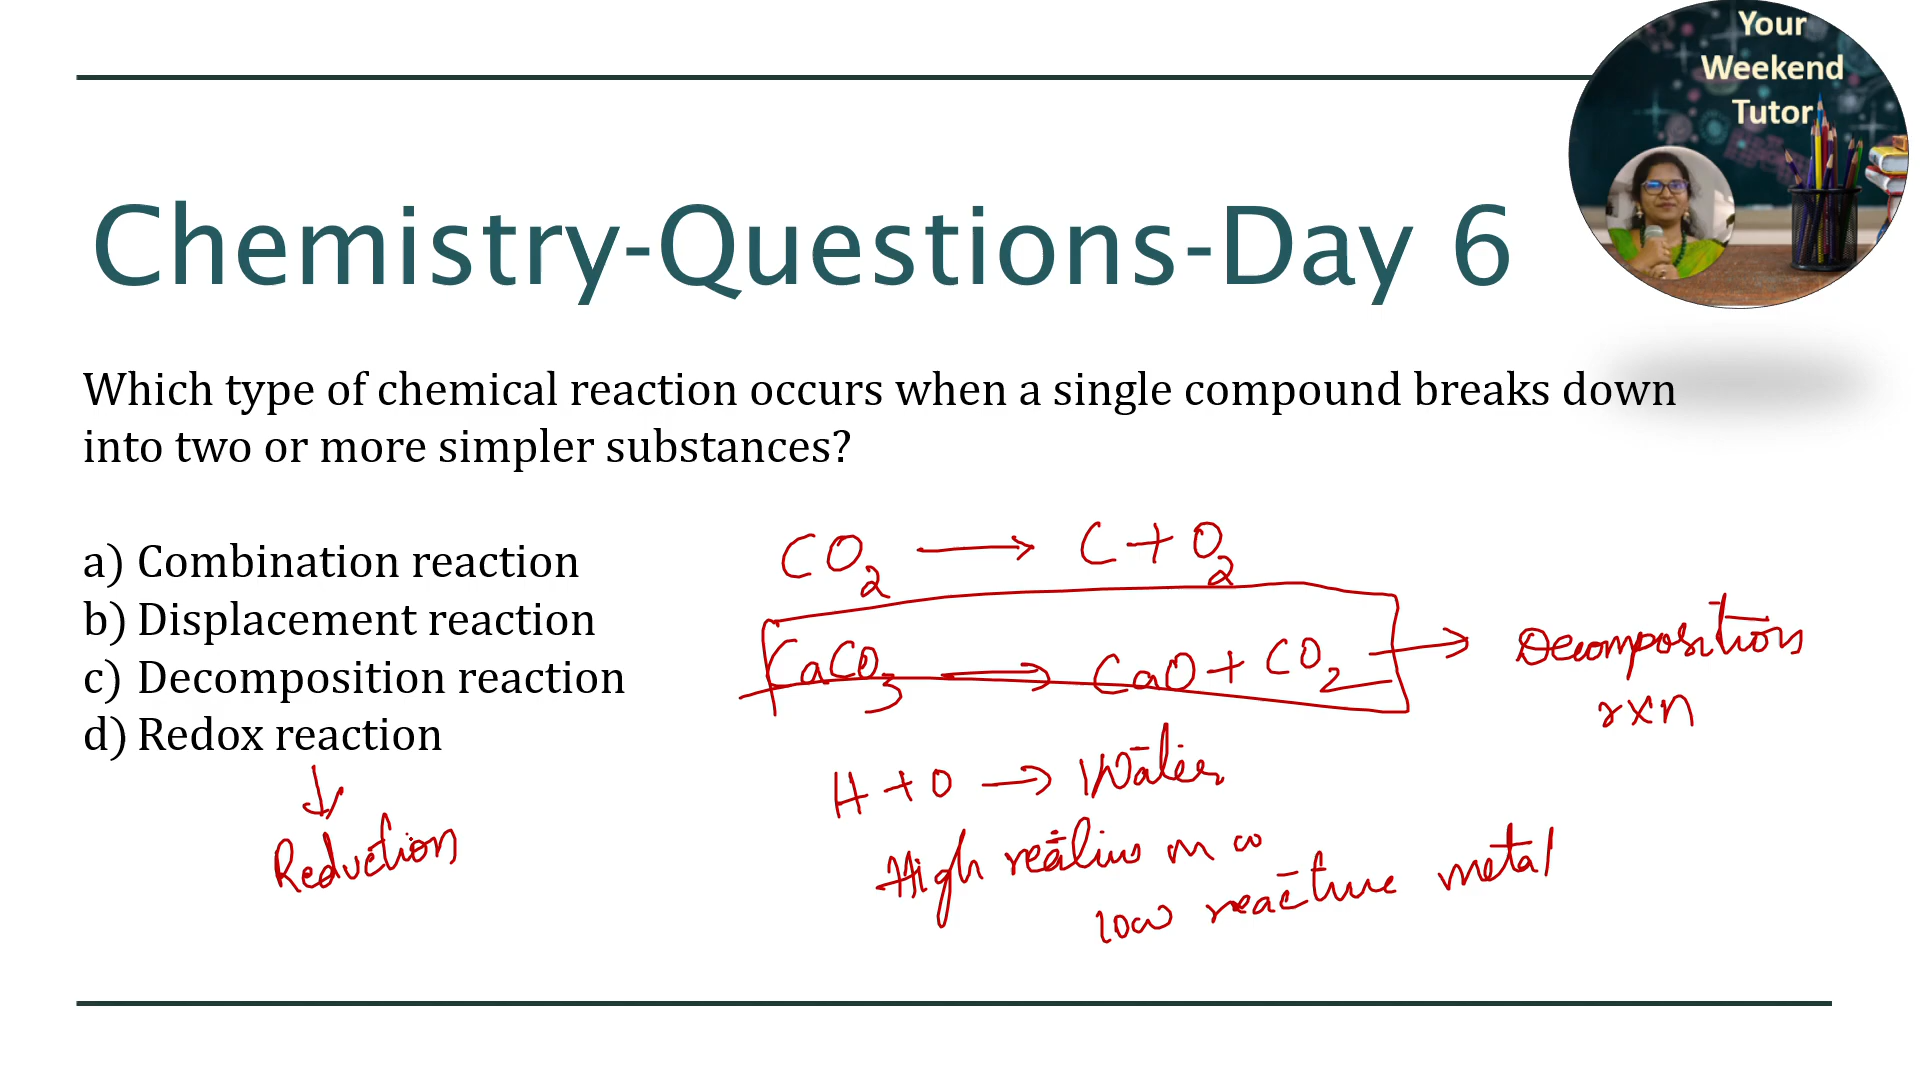 Your
Weekend
Tutor
Chemistry-Questions-Day 6
Which type of chemical reaction occurs when a single compound breaks down
into two or more simpler substances?
a) Combination reaction
b) Displacement reaction
c) Decomposition reaction
d) Redox reaction
Reduction
CO₂ → C + O₂
CaCO₃ → CaO + CO₂ → Decomposition
rxn
H + O → Water
High
low reactive metal